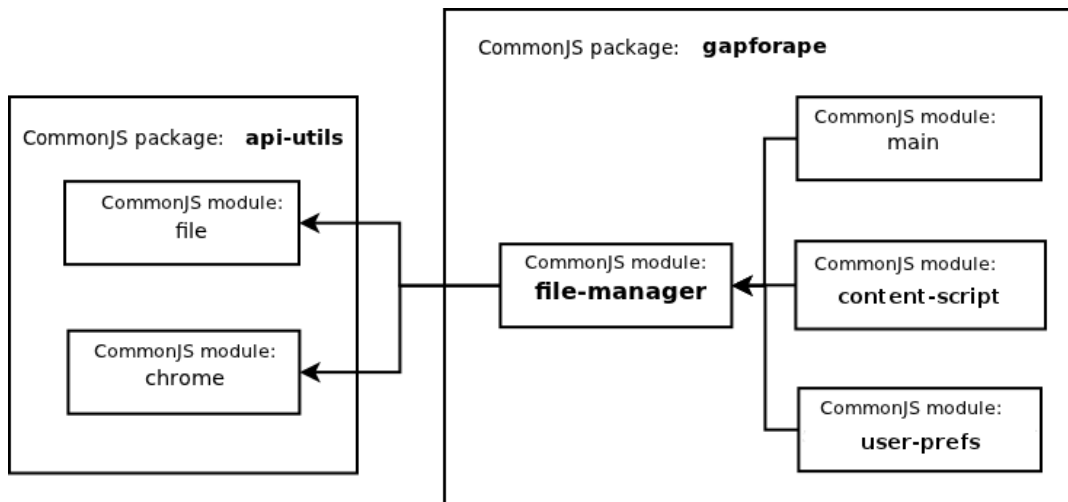 CommonJS package: gapforape
CommonJS package: api-utils
CommonJS module:
file
CommonJS module:
chrome
CommonJS module:
file-manager
CommonJS module:
main
CommonJS module:
content-script
CommonJS module:
user-prefs